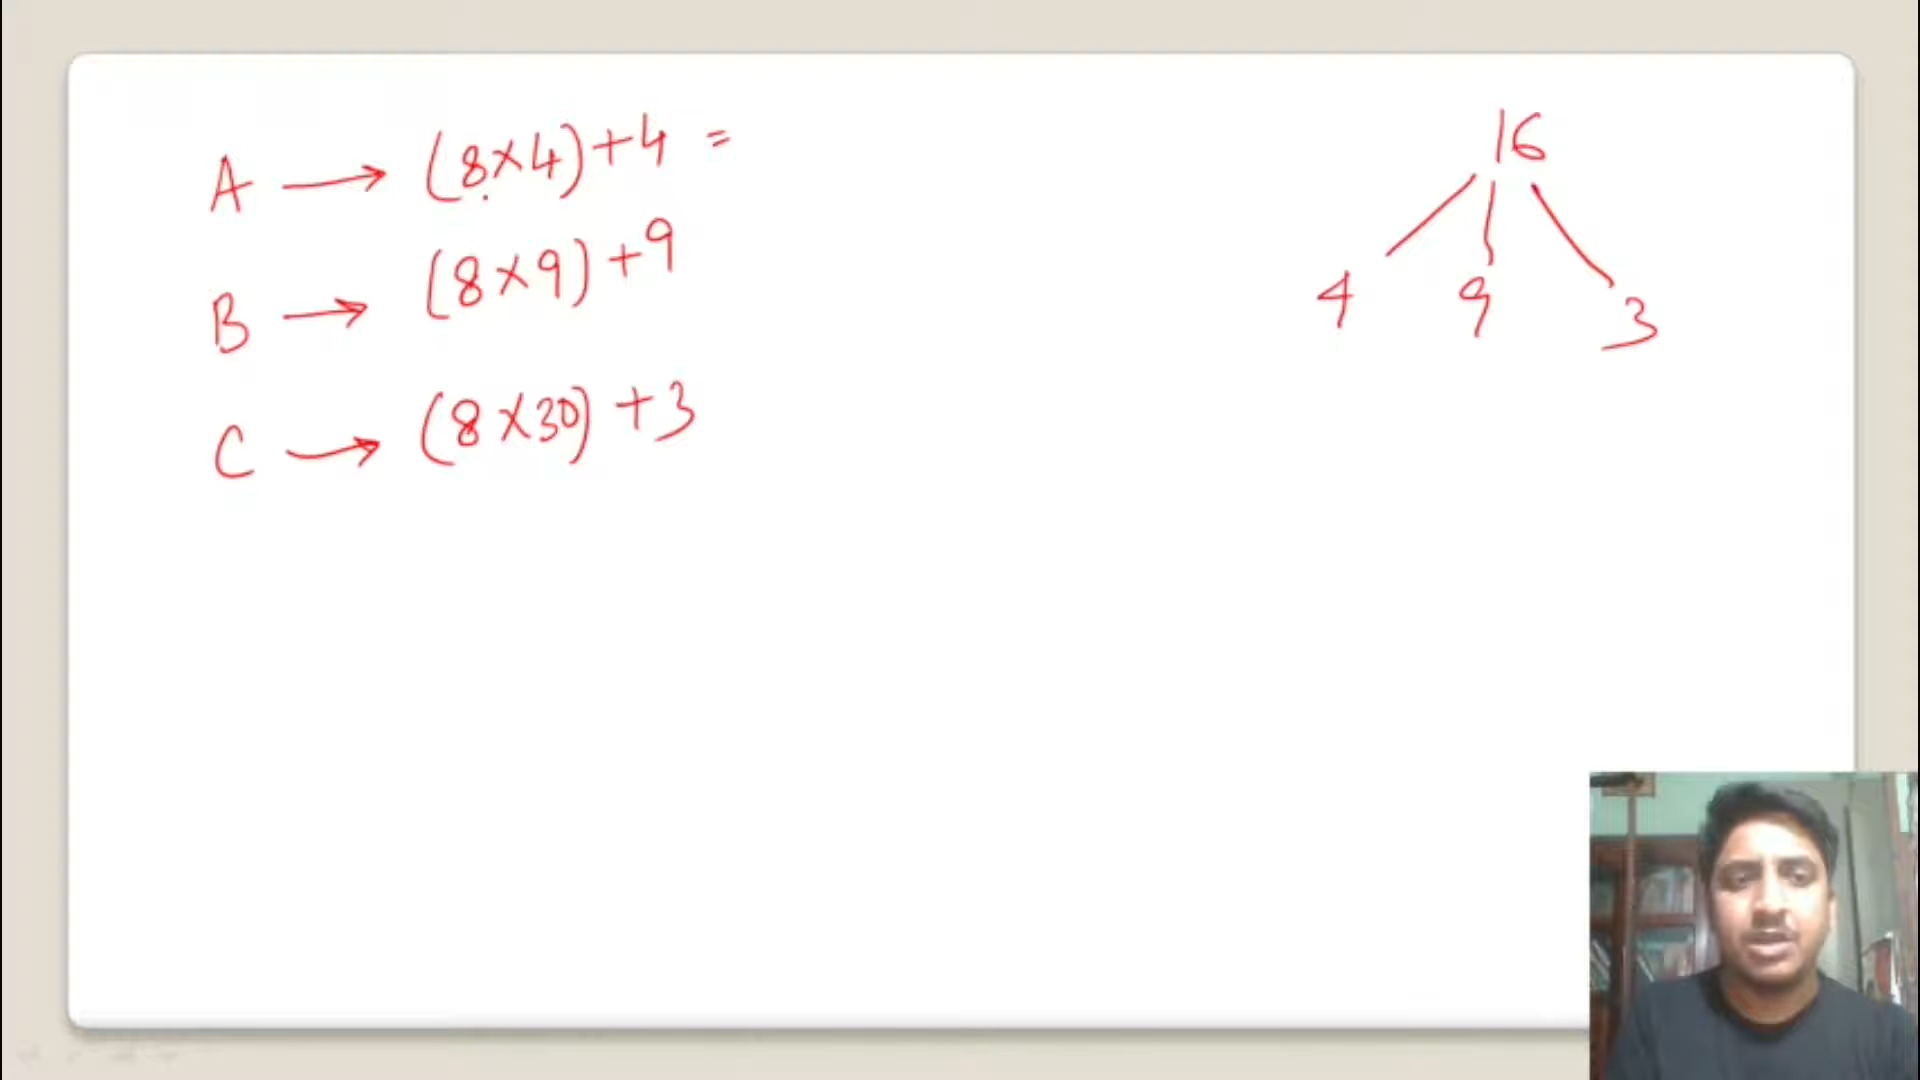 A → (8×4)+4 =
B → (8×9)+9
C → (8×30)+3
16
4 9 3